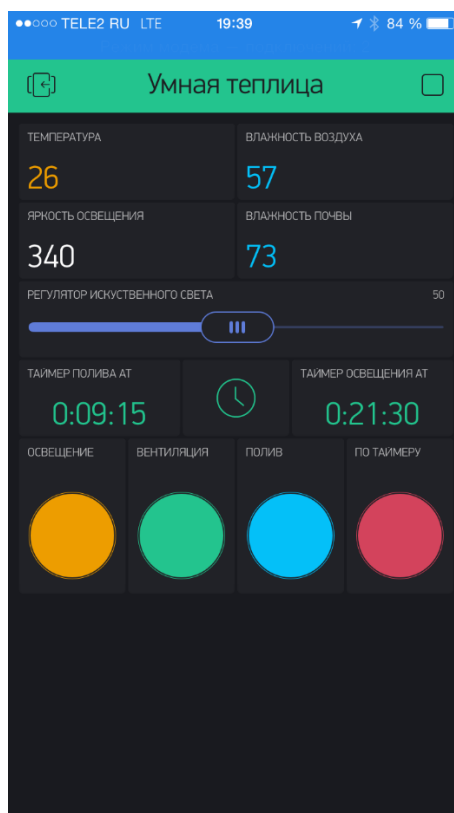 TELE2 RU LTE 19:39 84 %
Умная теплица
ТЕМПЕРАТУРА ВЛАЖНОСТЬ ВОЗДУХА
26 57
ЯРКОСТЬ ОСВЕЩЕНИЯ ВЛАЖНОСТЬ ПОЧВЫ
340 73
РЕГУЛЯТОР ИСКУСТВЕННОГО СВЕТА 50
ТАЙМЕР ПОЛИВА АТ ТАЙМЕР ОСВЕЩЕНИЯ АТ
0:09:15 0:21:30
ОСВЕЩЕНИЕ ВЕНТИЛЯЦИЯ ПОЛИВ ПО ТАЙМЕРУ